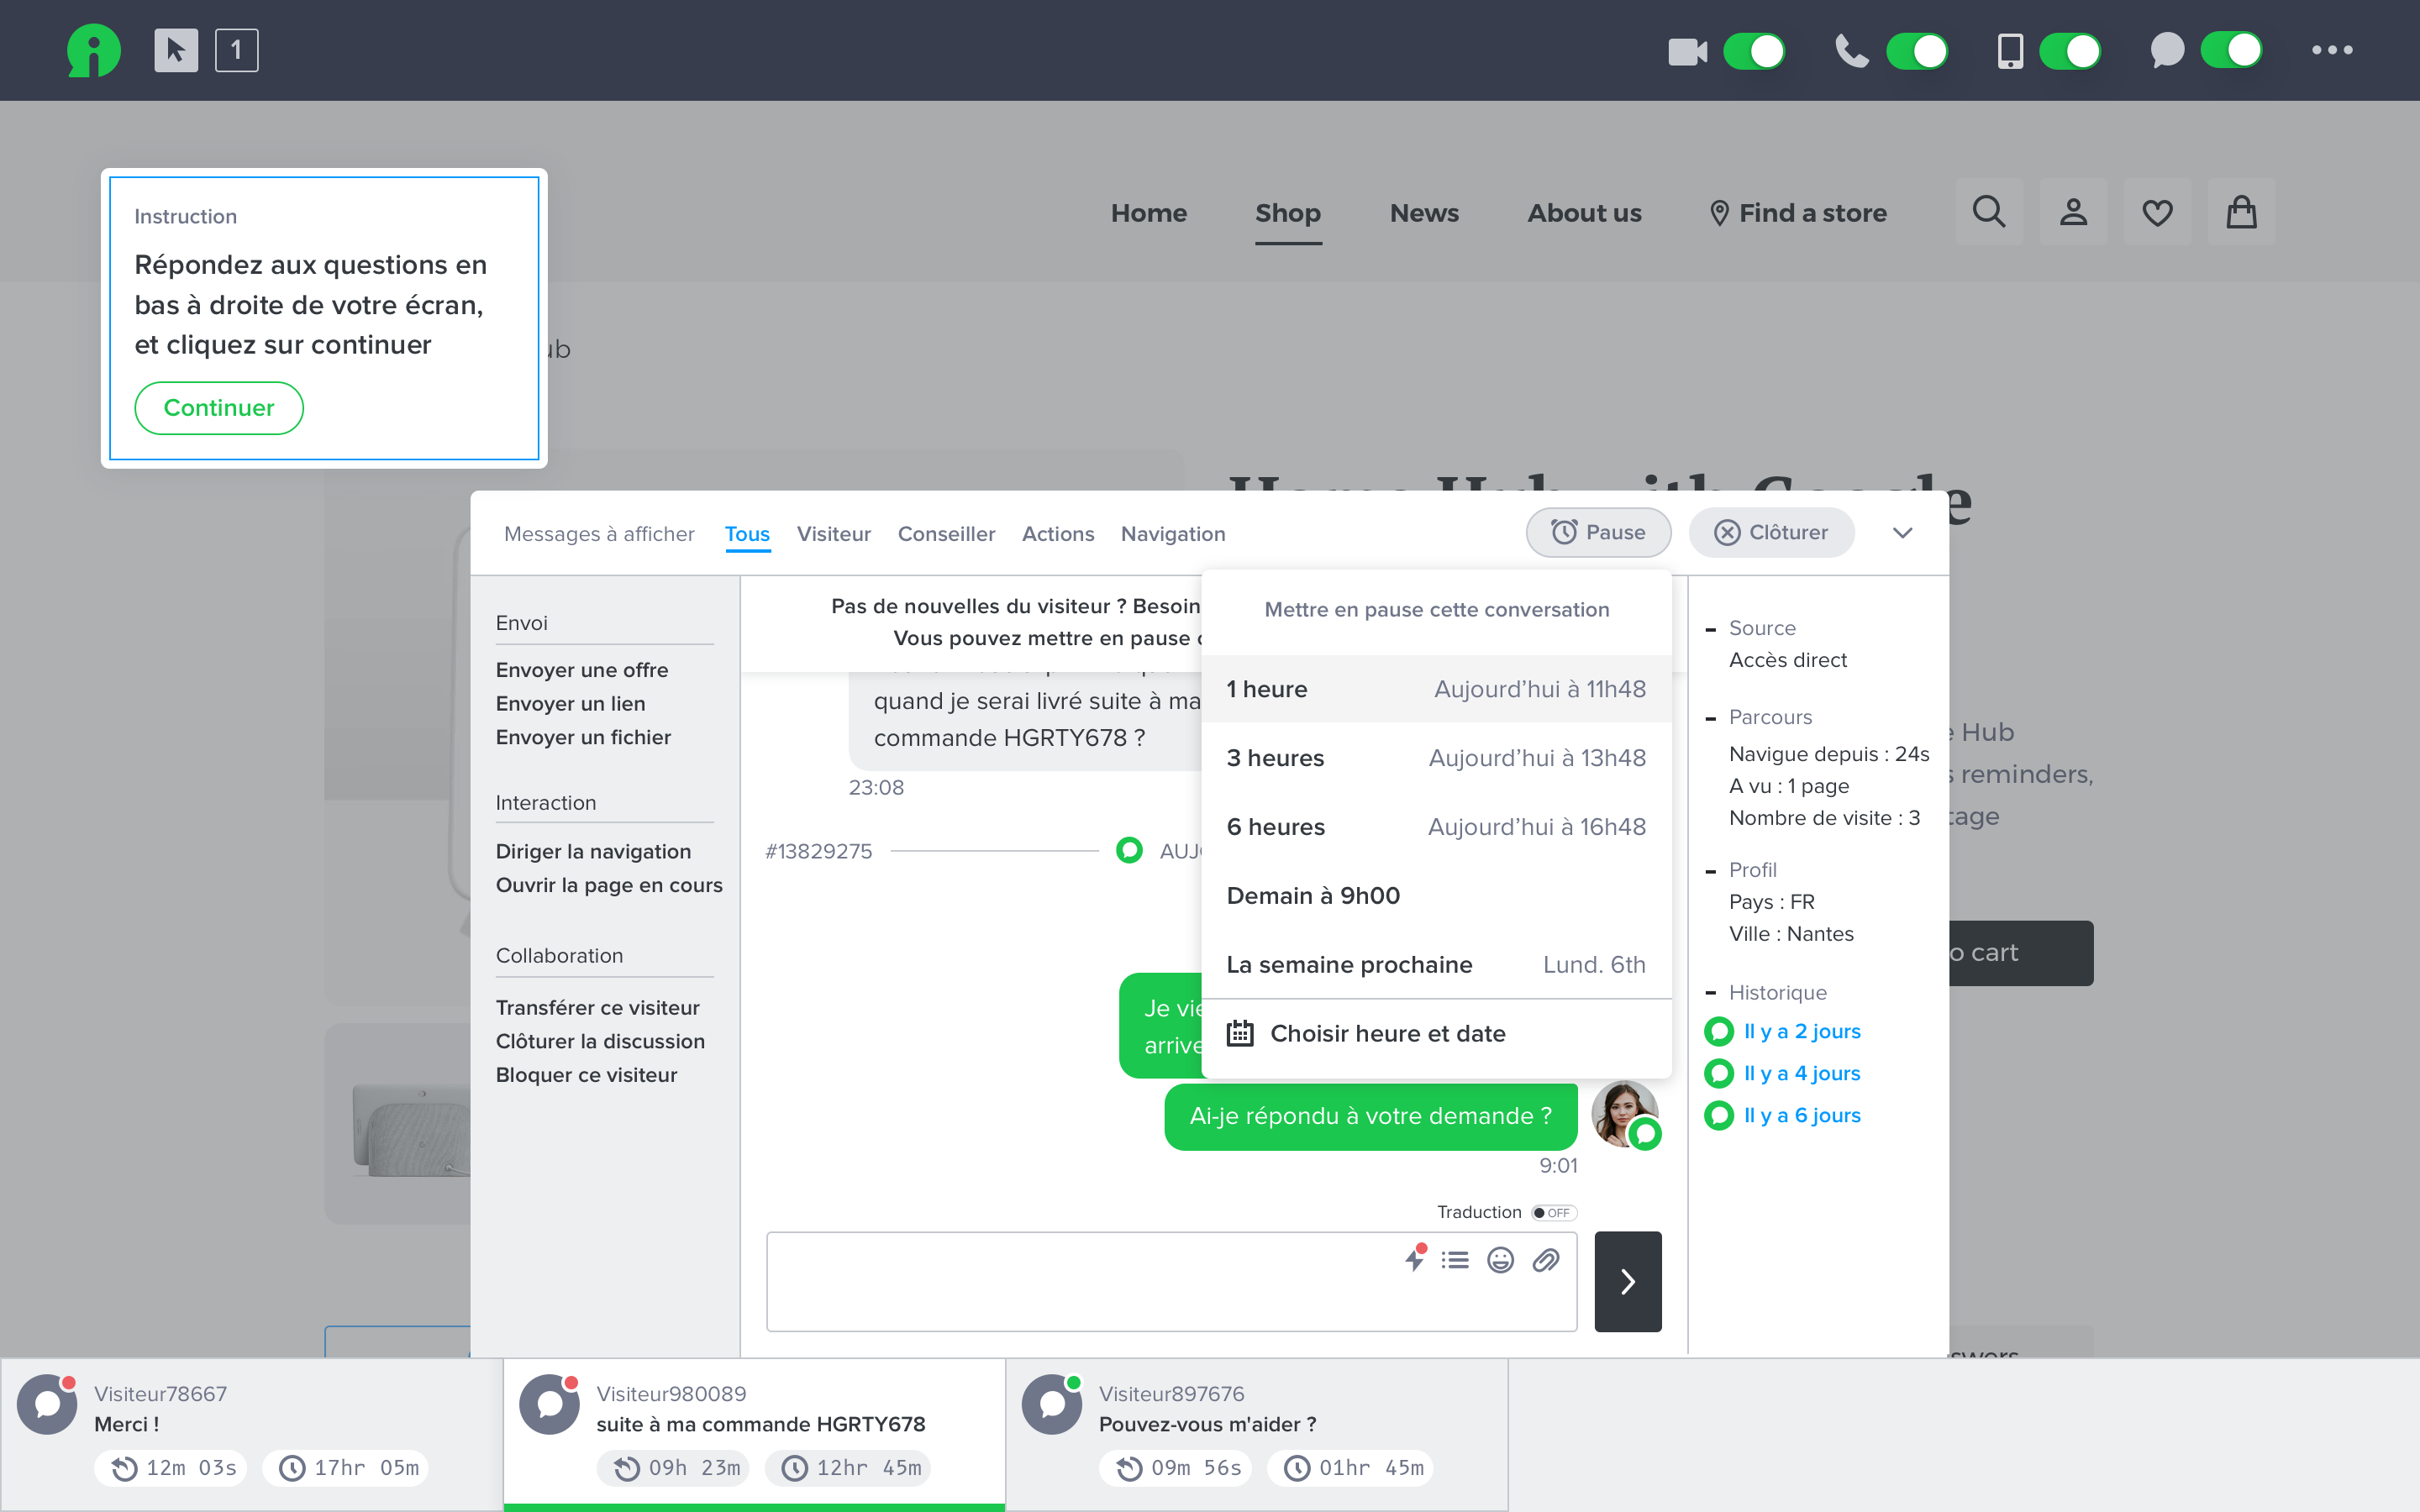 1
Instruction
Répondez aux questions en
bas à droite de votre écran,
et cliquez sur continuer
Continuer
Home
Shop
News
About us
Find a store
Messages à afficher
Tous
Visiteur
Conseiller
Actions
Navigation
Pause
Clôturer
Envoi
Envoyer une offre
Envoyer un lien
Envoyer un fichier
Interaction
Diriger la navigation
Ouvrir la page en cours
Collaboration
Transférer ce visiteur
Clôturer la discussion
Bloquer ce visiteur
Pas de nouvelles du visiteur ? Besoin
Vous pouvez mettre en pause
quand je serai livré suite à ma
commande HGRTY678 ?
23:08
#13829275
Je
Ai-je répondu à votre demande ?
9:01
Traduction
OFF
Mettre en pause cette conversation
1 heure Aujourd’hui à 11h48
3 heures Aujourd’hui à 13h48
6 heures Aujourd’hui à 16h48
Demain à 9h00
La semaine prochaine Lund. 6th
Choisir heure et date
Source
Accès direct
Parcours
Navigue depuis : 24s
A vu : 1 page
Nombre de visite : 3
Profil
Pays : FR
Ville : Nantes
Historique
Il y a 2 jours
Il y a 4 jours
Il y a 6 jours
Hub
reminders,
cart
Visiteur78667
Merci !
12m 03s
17hr 05m
Visiteur980089
suite à ma commande HGRTY678
09h 23m
12hr 45m
Visiteur897676
Pouvez-vous m'aider ?
09m 56s
01hr 45m